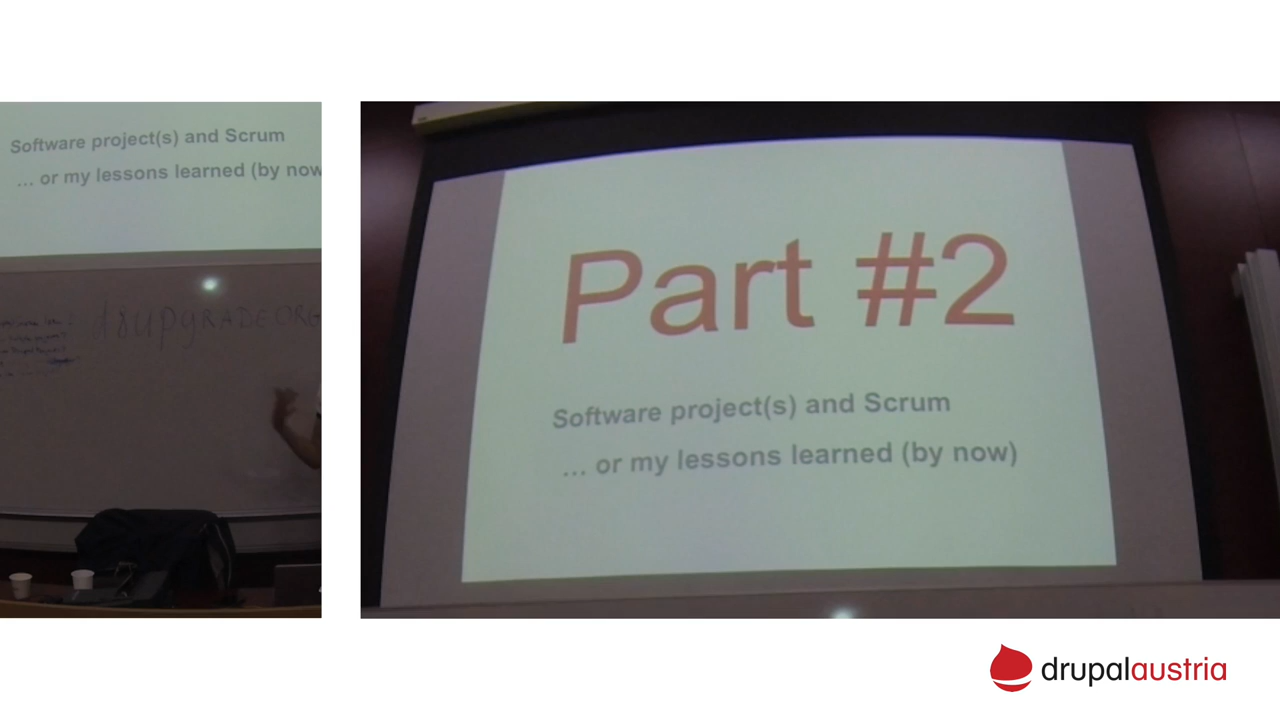 Software project(s) and Scrum
... or my lessons learned (by now
d8UPGRADE.ORG
Part #2
Software project(s) and Scrum
... or my lessons learned (by now)
drupalaustria